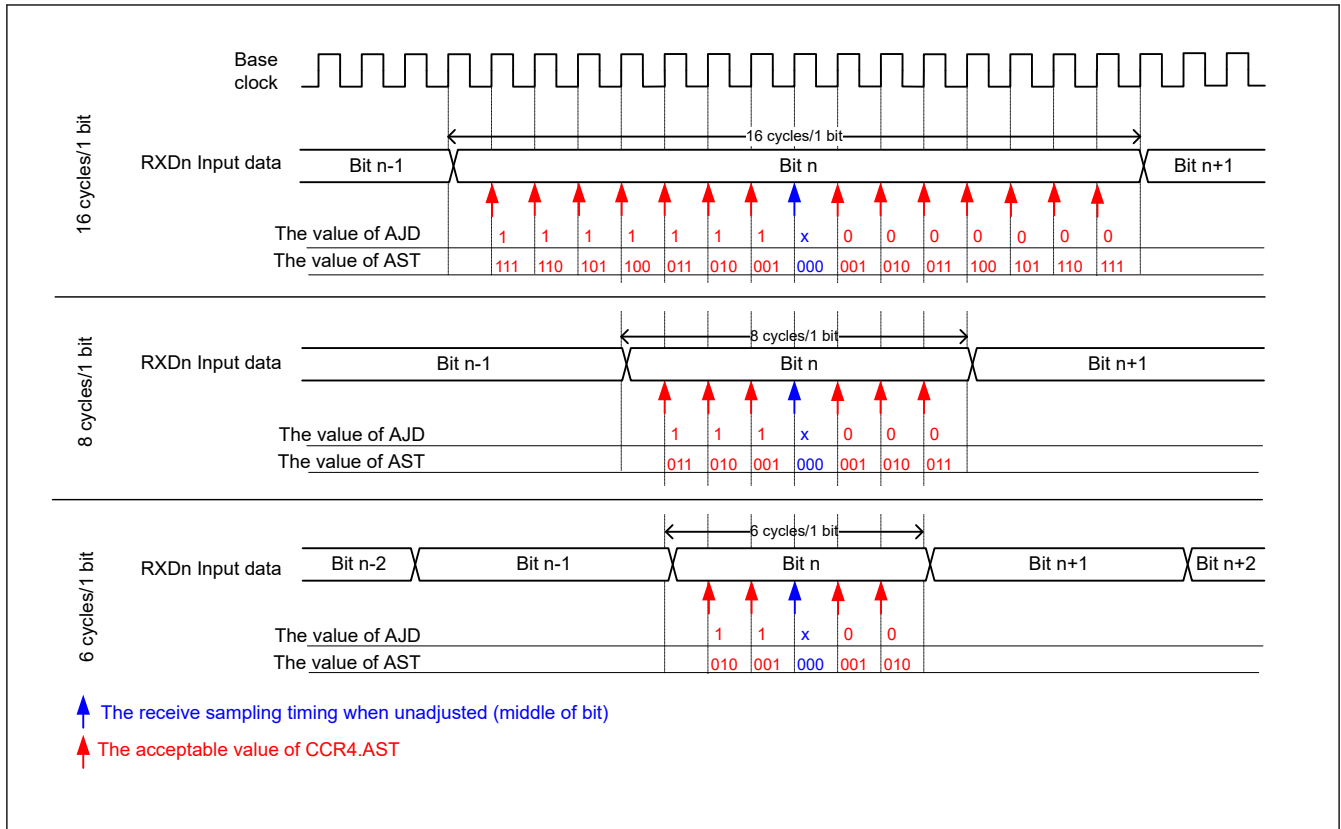 Base
clock
16 cycles/1 bit
16 cycles/1 bit
RXDn Input data
Bit n-1
Bit n
Bit n+1
The value of AJD
1 1 1 1 1 1 1 x 0 0 0 0 0 0 0
The value of AST
111 110 101 100 011 010 001 000 001 010 011 100 101 110 111
8 cycles/1 bit
8 cycles/1 bit
RXDn Input data
Bit n-1
Bit n
Bit n+1
The value of AJD
1 1 1 x 0 0 0
The value of AST
011 010 001 000 001 010 011
6 cycles/1 bit
6 cycles/1 bit
RXDn Input data
Bit n-2
Bit n-1
Bit n
Bit n+1
Bit n+2
The value of AJD
1 1 x 0 0
The value of AST
010 001 000 001 010
The receive sampling timing when unadjusted (middle of bit)
The acceptable value of CCR4.AST